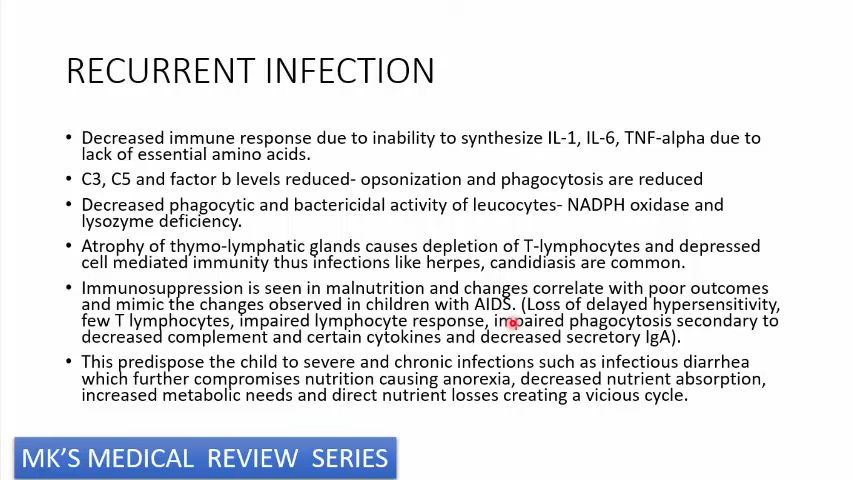 RECURRENT INFECTION
• Decreased immune response due to inability to synthesize IL-1, IL-6, TNF-alpha due to
lack of essential amino acids.
• C3, C5 and factor b levels reduced- opsonization and phagocytosis are reduced
• Decreased phagocytic and bactericidal activity of leucocytes- NADPH oxidase and
lysozyme deficiency.
• Atrophy of thymo-lymphatic glands causes depletion of T-lymphocytes and depressed
cell mediated immunity thus infections like herpes, candidiasis are common.
• Immunosuppression is seen in malnutrition and changes correlate with poor outcomes
and mimic the changes observed in children with AIDS. (Loss of delayed hypersensitivity,
few T lymphocytes, impaired lymphocyte response, impaired phagocytosis secondary to
decreased complement and certain cytokines and decreased secretory IgA).
• This predispose the child to severe and chronic infections such as infectious diarrhea
which further compromises nutrition causing anorexia, decreased nutrient absorption,
increased metabolic needs and direct nutrient losses creating a vicious cycle.
MK'S MEDICAL REVIEW SERIES